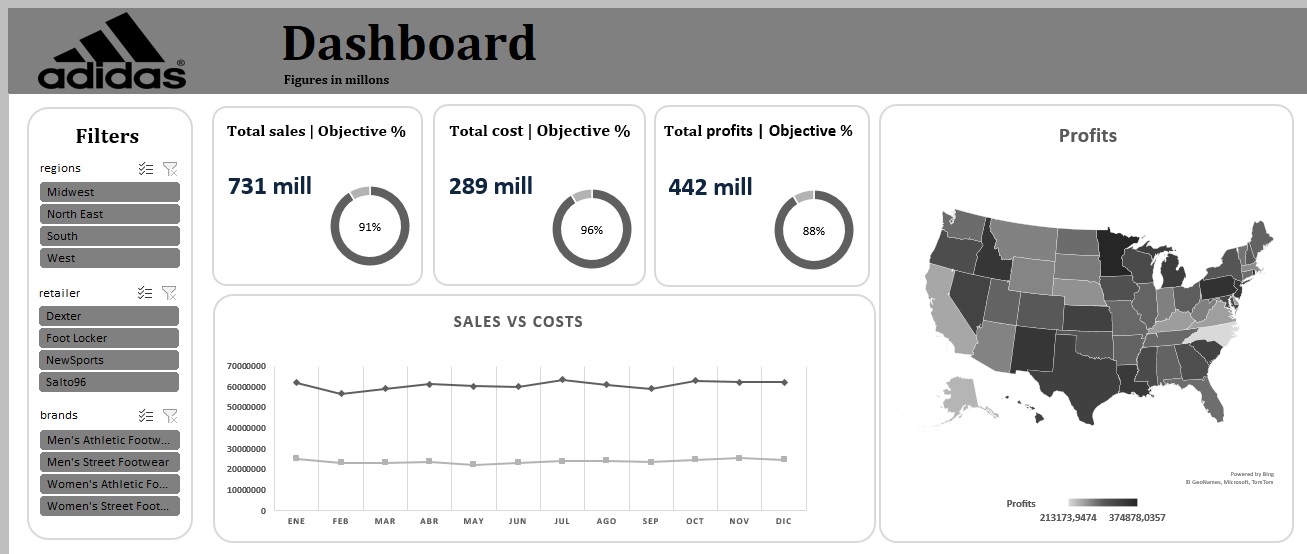 adidas®
Dashboard
Figures in millons
Filters
regions
Midwest
North East
South
West
retailer
Dexter
Foot Locker
NewSports
Salto96
brands
Men's Athletic Footw...
Men's Street Footwear
Women's Athletic Fo...
Women's Street Foot...
Total sales | Objective %
731 mill
91%
Total cost | Objective %
289 mill
96%
Total profits | Objective %
442 mill
88%
SALES VS COSTS
70000000
60000000
50000000
40000000
30000000
20000000
10000000
0
ENE FEB MAR ABR MAY JUN JUL AGO SEP OCT NOV DIC
Profits
Powered by Bing
© GeoNames, Microsoft, TomTom
Profits
213173,9474 374878,0357